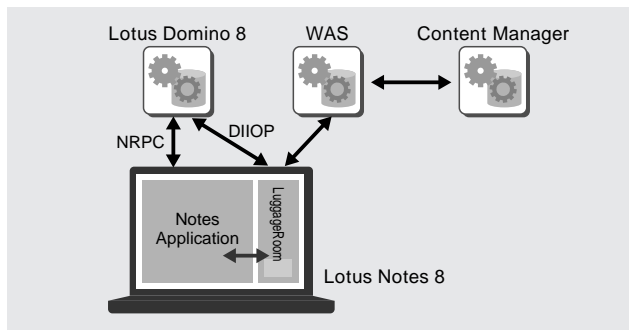 Lotus Domino 8
WAS
Content Manager
NRPC
DIIOP
Notes
Application
LuggageRoom
Lotus Notes 8